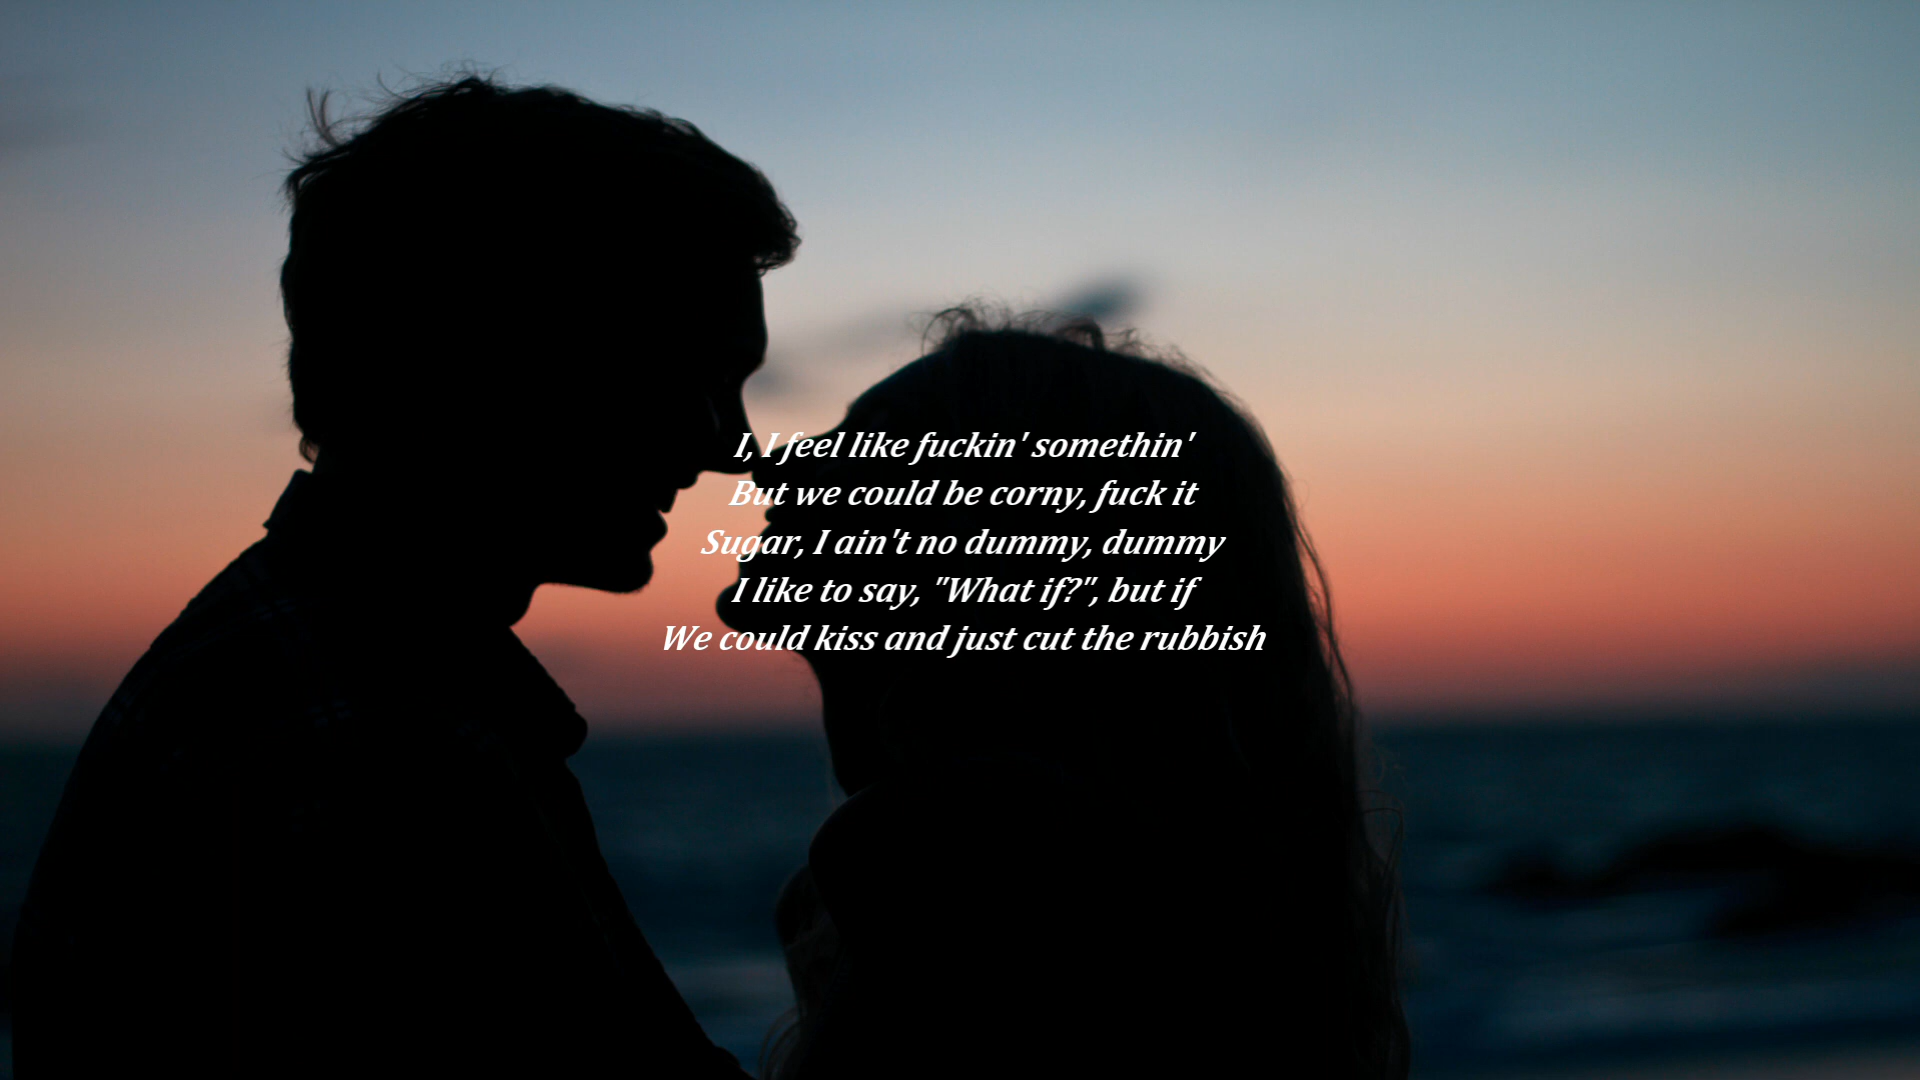 I, I feel like fuckin' somethin'
But we could be corny, fuck it
Sugar, I ain't no dummy, dummy
I like to say, "What if?", but if
We could kiss and just cut the rubbish